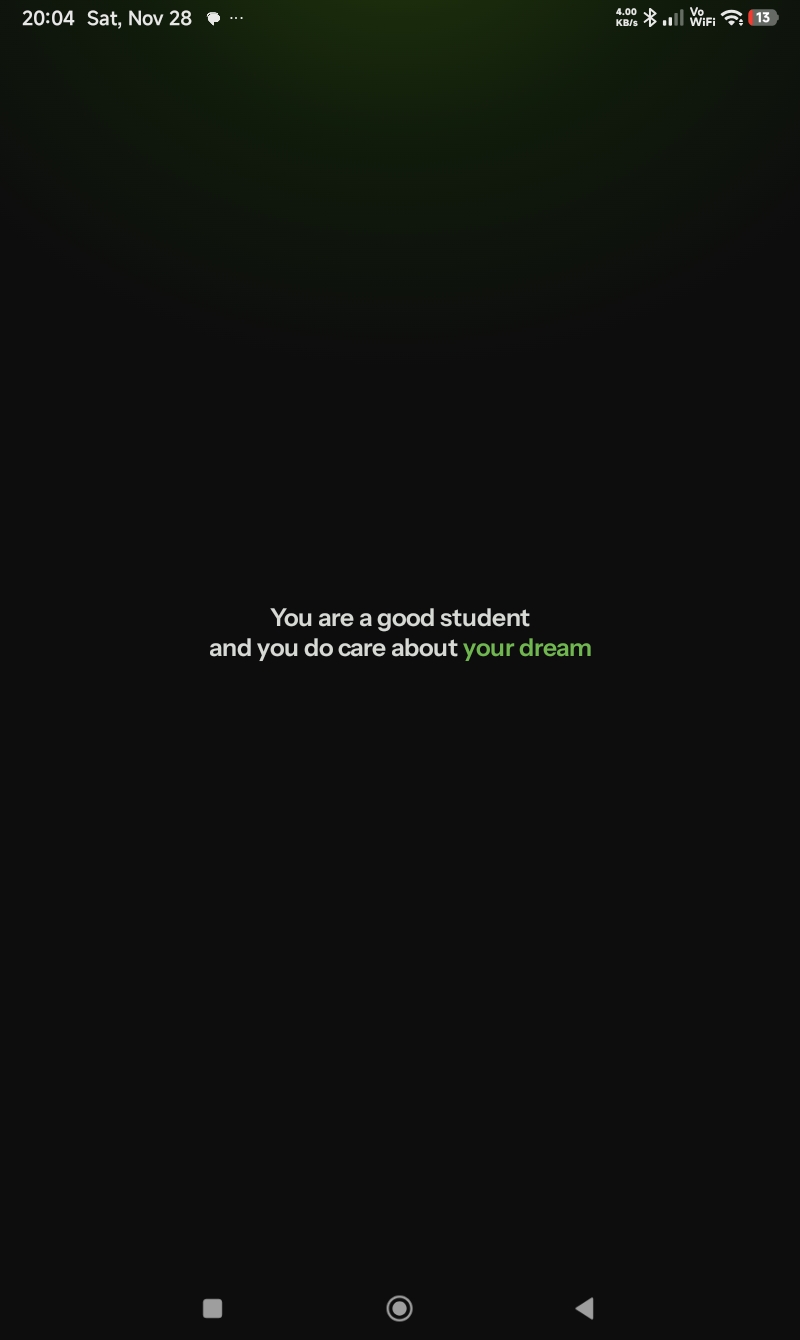 20:04 Sat, Nov 28 ... 4.00 KB/s Vo WiFi 13
You are a good student
and you do care about your dream